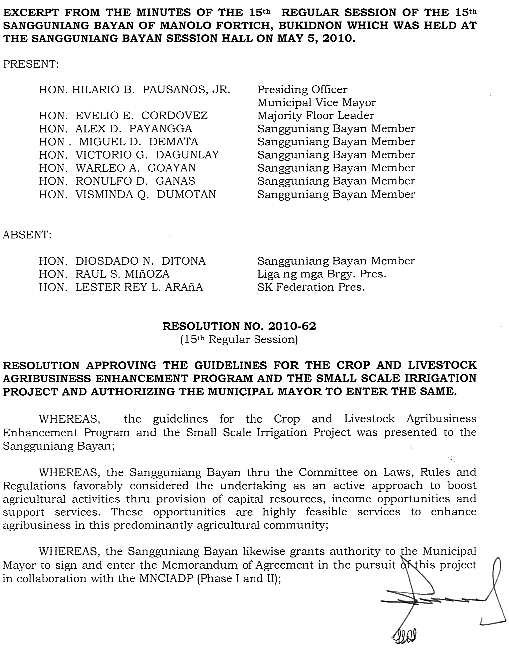 EXCERPT FROM THE MINUTES OF THE 15th REGULAR SESSION OF THE 15th
SANGGUNIANG BAYAN OF MANOLO FORTICH, BUKIDNON WHICH WAS HELD AT
THE SANGGUNIANG BAYAN SESSION HALL ON MAY 5, 2010.
PRESENT:
HON. HILARIO B. PAUSANOS, JR. Presiding Officer
Municipal Vice Mayor
HON. EVELIO E. CORDOVEZ Majority Floor Leader
HON. ALEX D. PAYANGGA Sangguniang Bayan Member
HON . MIGUEL D. DEMATA Sangguniang Bayan Member
HON. VICTORIO G. DAGUNLAY Sangguniang Bayan Member
HON. WARLEO A. GOAYAN Sangguniang Bayan Member
HON. RONULFO D. GANAS Sangguniang Bayan Member
HON. VISMINDA Q. DUMOTAN Sangguniang Bayan Member
ABSENT:
HON. DIOSDADO N. DITONA Sangguniang Bayan Member
HON. RAUL S. MIñOZA Liga ng mga Brgy. Pres.
HON. LESTER REY L. ARAñA SK Federation Pres.
RESOLUTION NO. 2010-62
(15th Regular Session)
RESOLUTION APPROVING THE GUIDELINES FOR THE CROP AND LIVESTOCK
AGRIBUSINESS ENHANCEMENT PROGRAM AND THE SMALL SCALE IRRIGATION
PROJECT AND AUTHORIZING THE MUNICIPAL MAYOR TO ENTER THE SAME.
WHEREAS, the guidelines for the Crop and Livestock Agribusiness
Enhancement Program and the Small Scale Irrigation Project was presented to the
Sangguniang Bayan;
WHEREAS, the Sangguniang Bayan thru the Committee on Laws, Rules and
Regulations favorably considered the undertaking as an active approach to boost
agricultural activities thru provision of capital resources, income opportunities and
support services. These opportunities are highly feasible services to enhance
agribusiness in this predominantly agricultural community;
WHEREAS, the Sangguniang Bayan likewise grants authority to the Municipal
Mayor to sign and enter the Memorandum of Agreement in the pursuit of this project
in collaboration with the MNCIADP (Phase I and II);